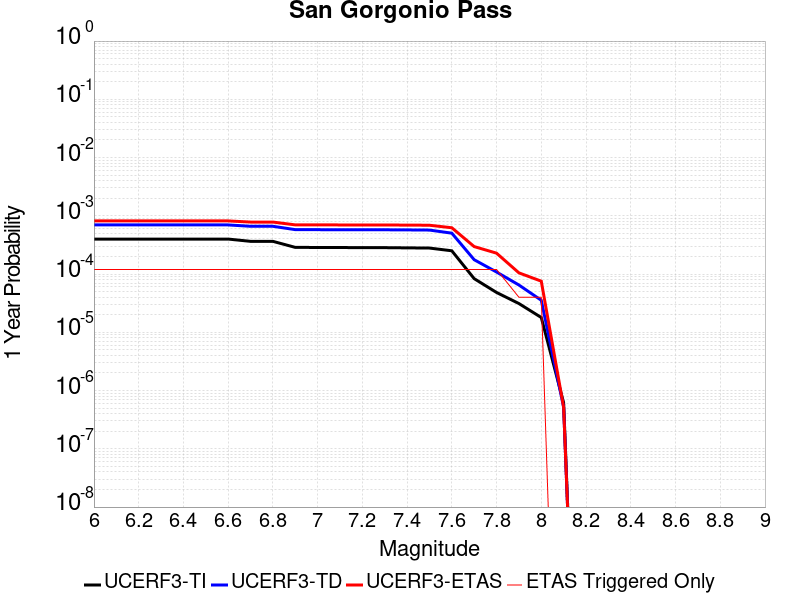 San Gorgonio Pass
10^0
10^-1
10^-2
10^-3
10^-4
10^-5
10^-6
10^-7
10^-8
1 Year Probability
6 6.2 6.4 6.6 6.8 7 7.2 7.4 7.6 7.8 8 8.2 8.4 8.6 8.8 9
Magnitude
UCERF3-TI UCERF3-TD UCERF3-ETAS ETAS Triggered Only